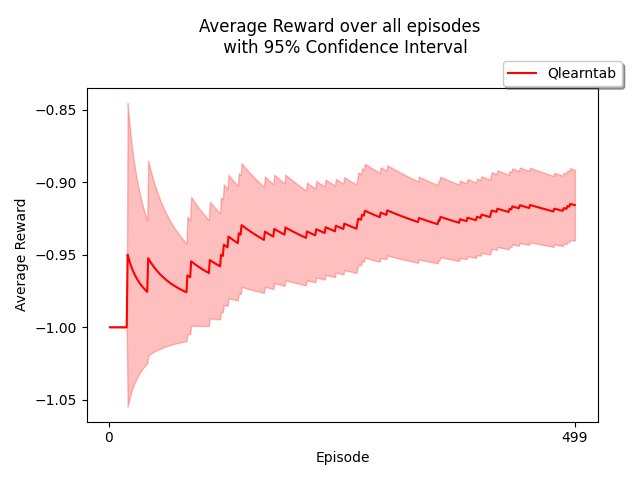 Average Reward over all episodes
with 95% Confidence Interval
Qlearntab
−0.85
−0.90
−0.95
−1.00
−1.05
Average Reward
0
499
Episode